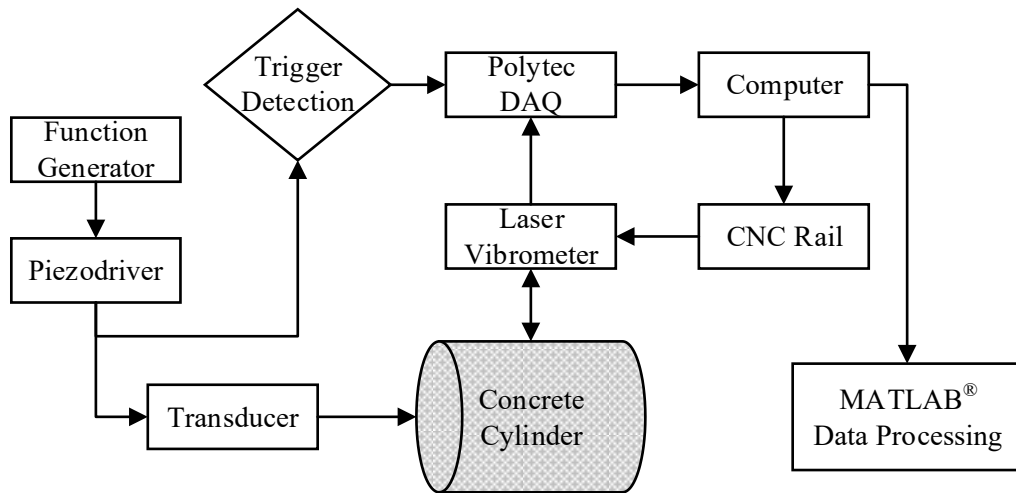 Trigger
Detection
Polytec
DAQ
Computer
Function
Generator
Laser
Vibrometer
CNC Rail
Piezodriver
Transducer
Concrete
Cylinder
MATLAB®
Data Processing